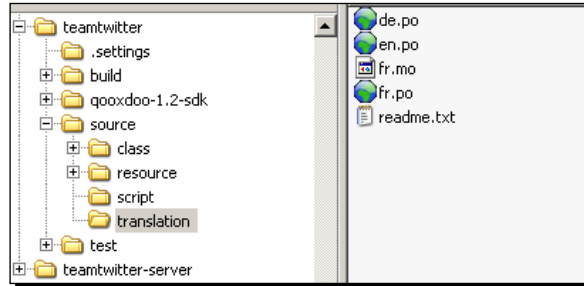 teamtwitter
.settings
build
qooxdoo-1.2-sdk
source
class
resource
script
translation
test
teamtwitter-server
de.po
en.po
fr.mo
fr.po
readme.txt